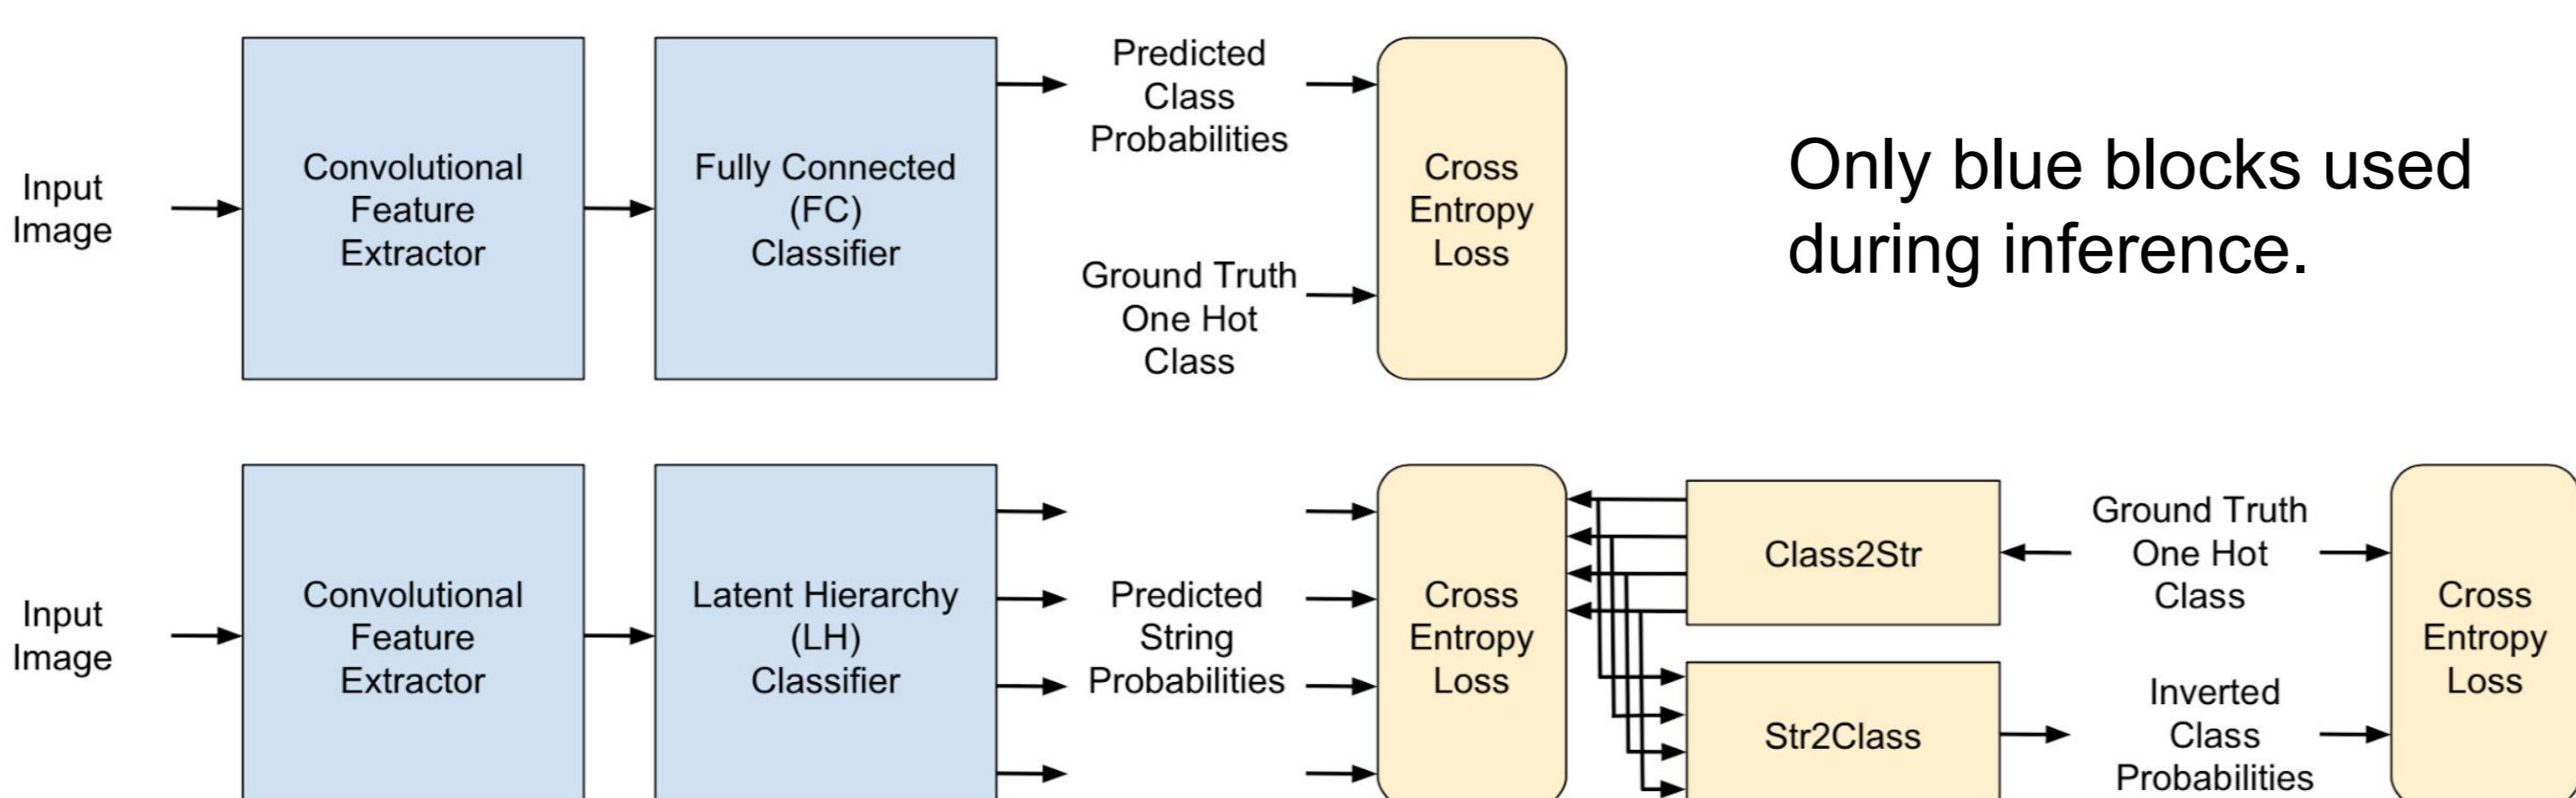 Input
Image
Convolutional
Feature
Extractor
Fully Connected
(FC)
Classifier
Predicted
Class
Probabilities
Ground Truth
One Hot
Class
Cross
Entropy
Loss
Only blue blocks used
during inference.
Input
Image
Convolutional
Feature
Extractor
Latent Hierarchy
(LH)
Classifier
Predicted
String
Probabilities
Cross
Entropy
Loss
Class2Str
Str2Class
Ground Truth
One Hot
Class
Inverted
Class
Probabilities
Cross
Entropy
Loss